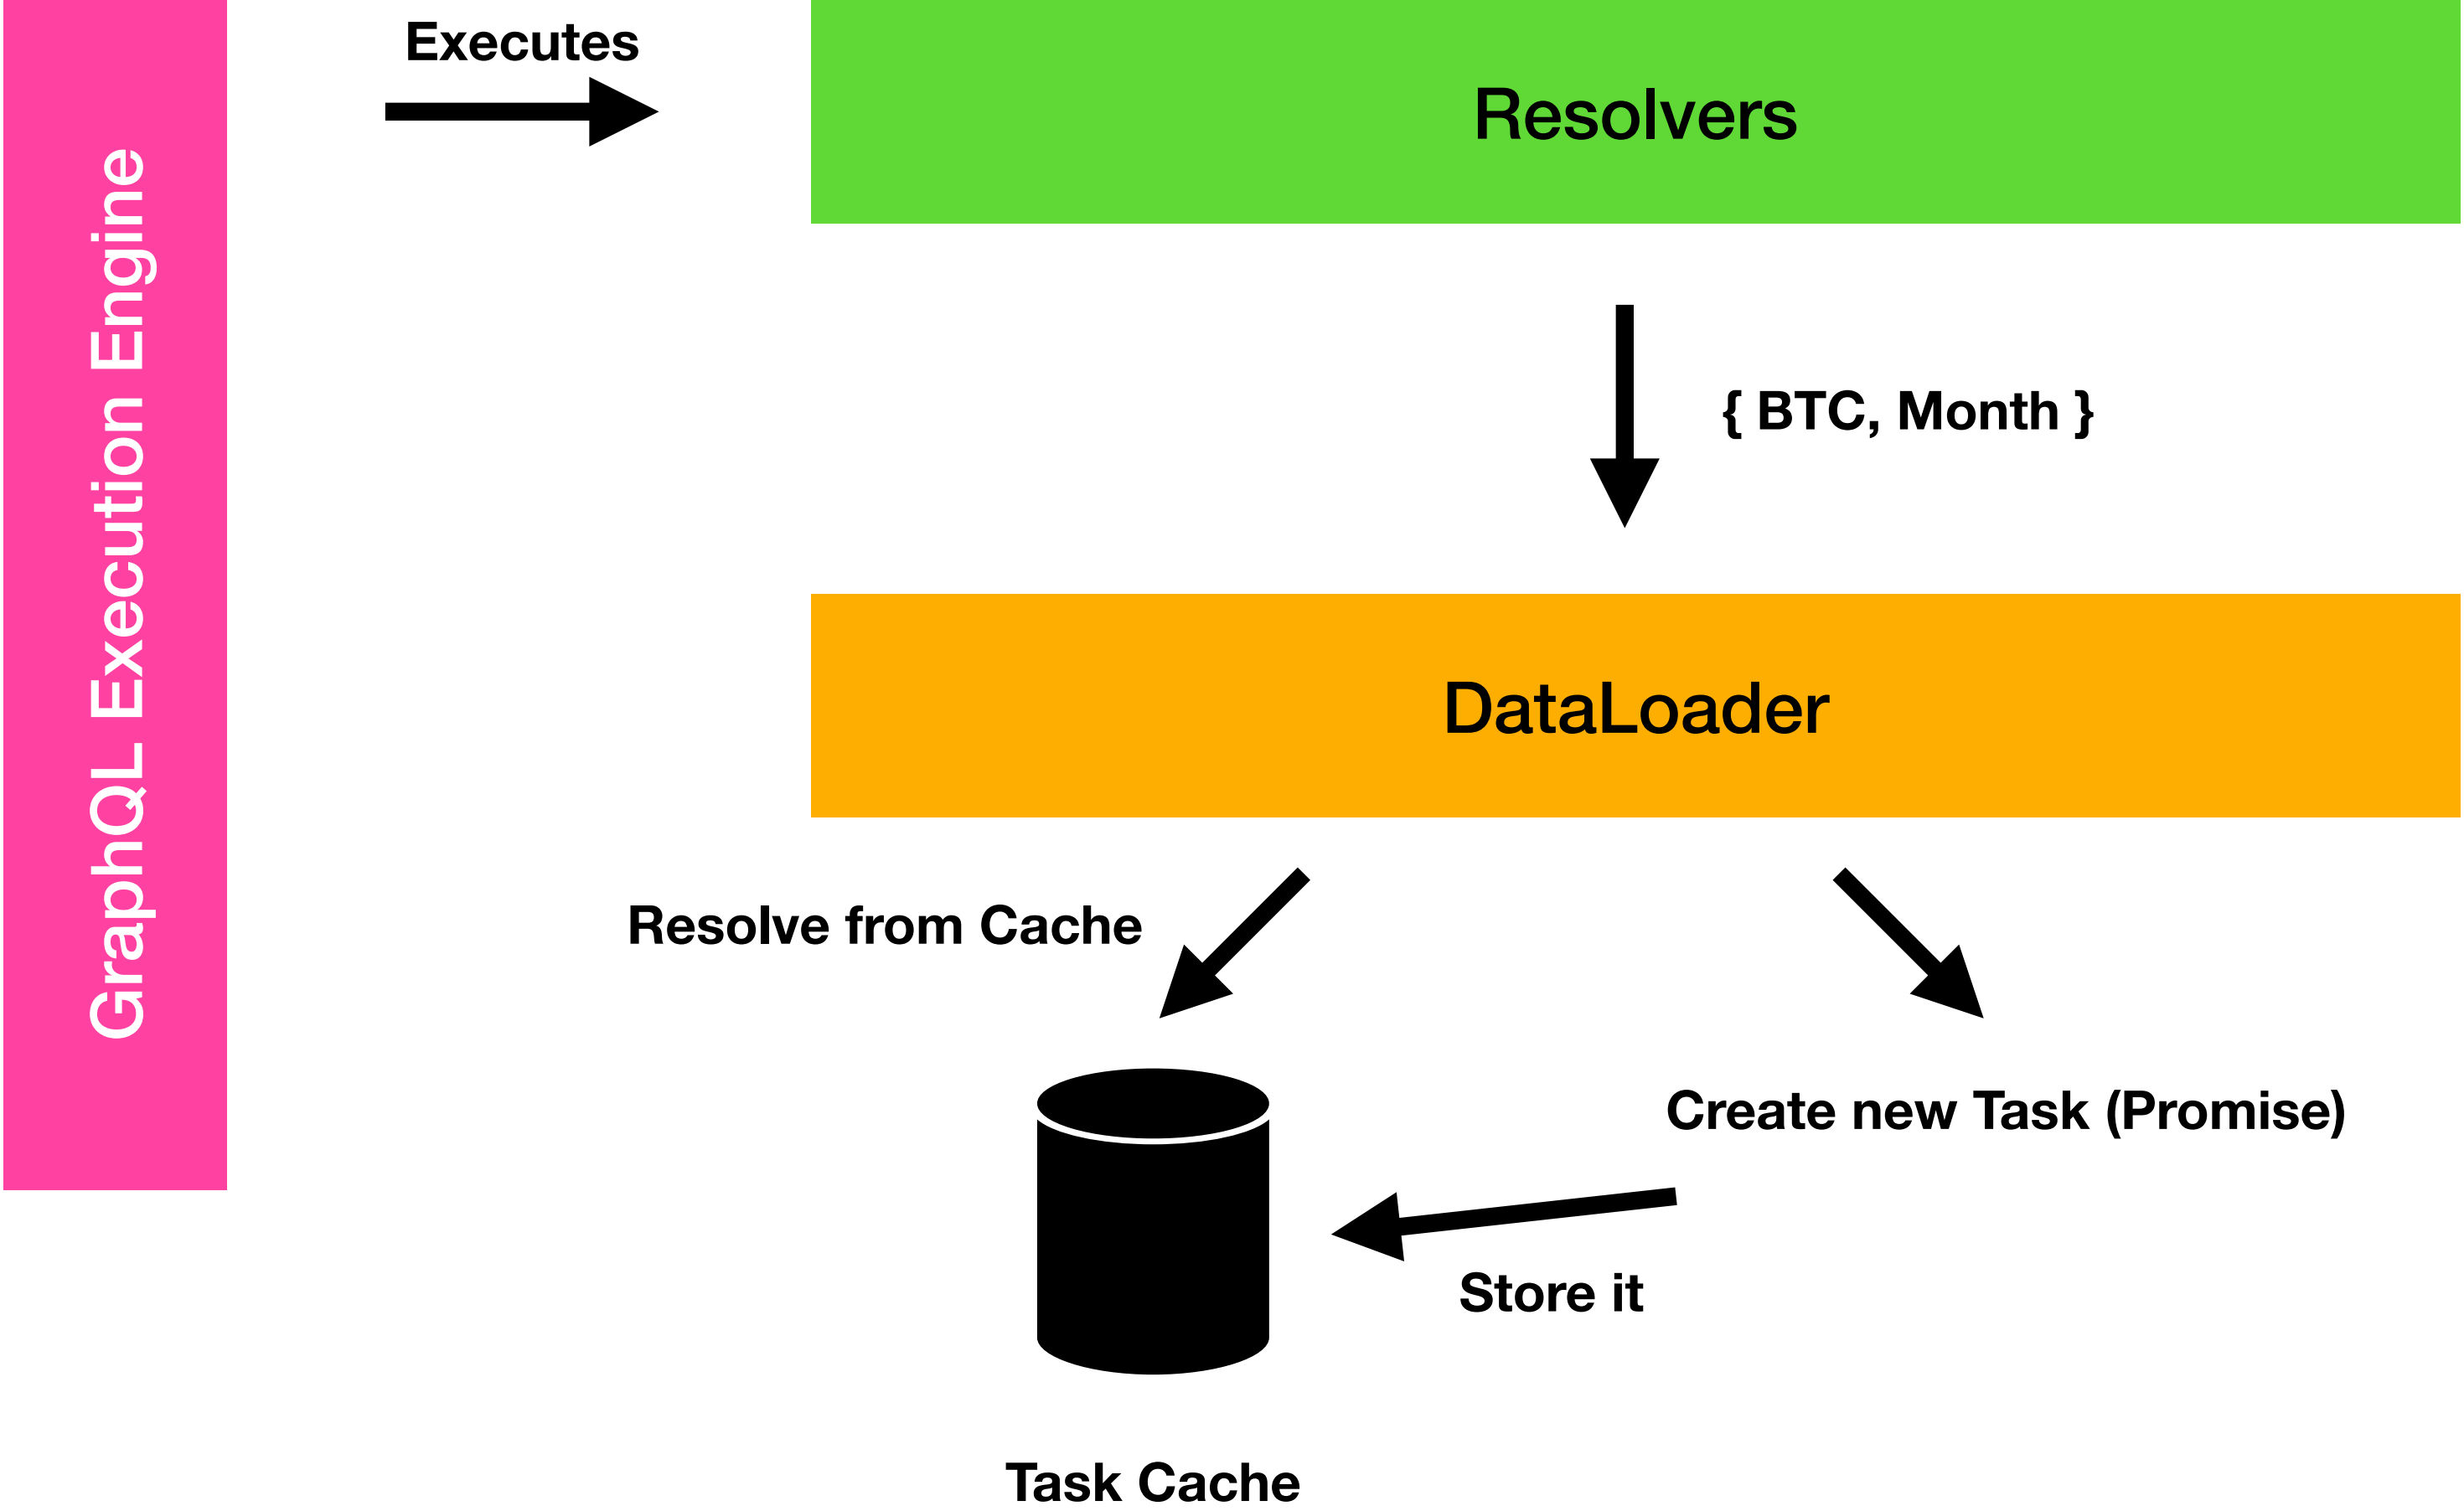 GraphQL Execution Engine
Executes
Resolvers
{ BTC, Month }
DataLoader
Resolve from Cache
Create new Task (Promise)
Store it
Task Cache